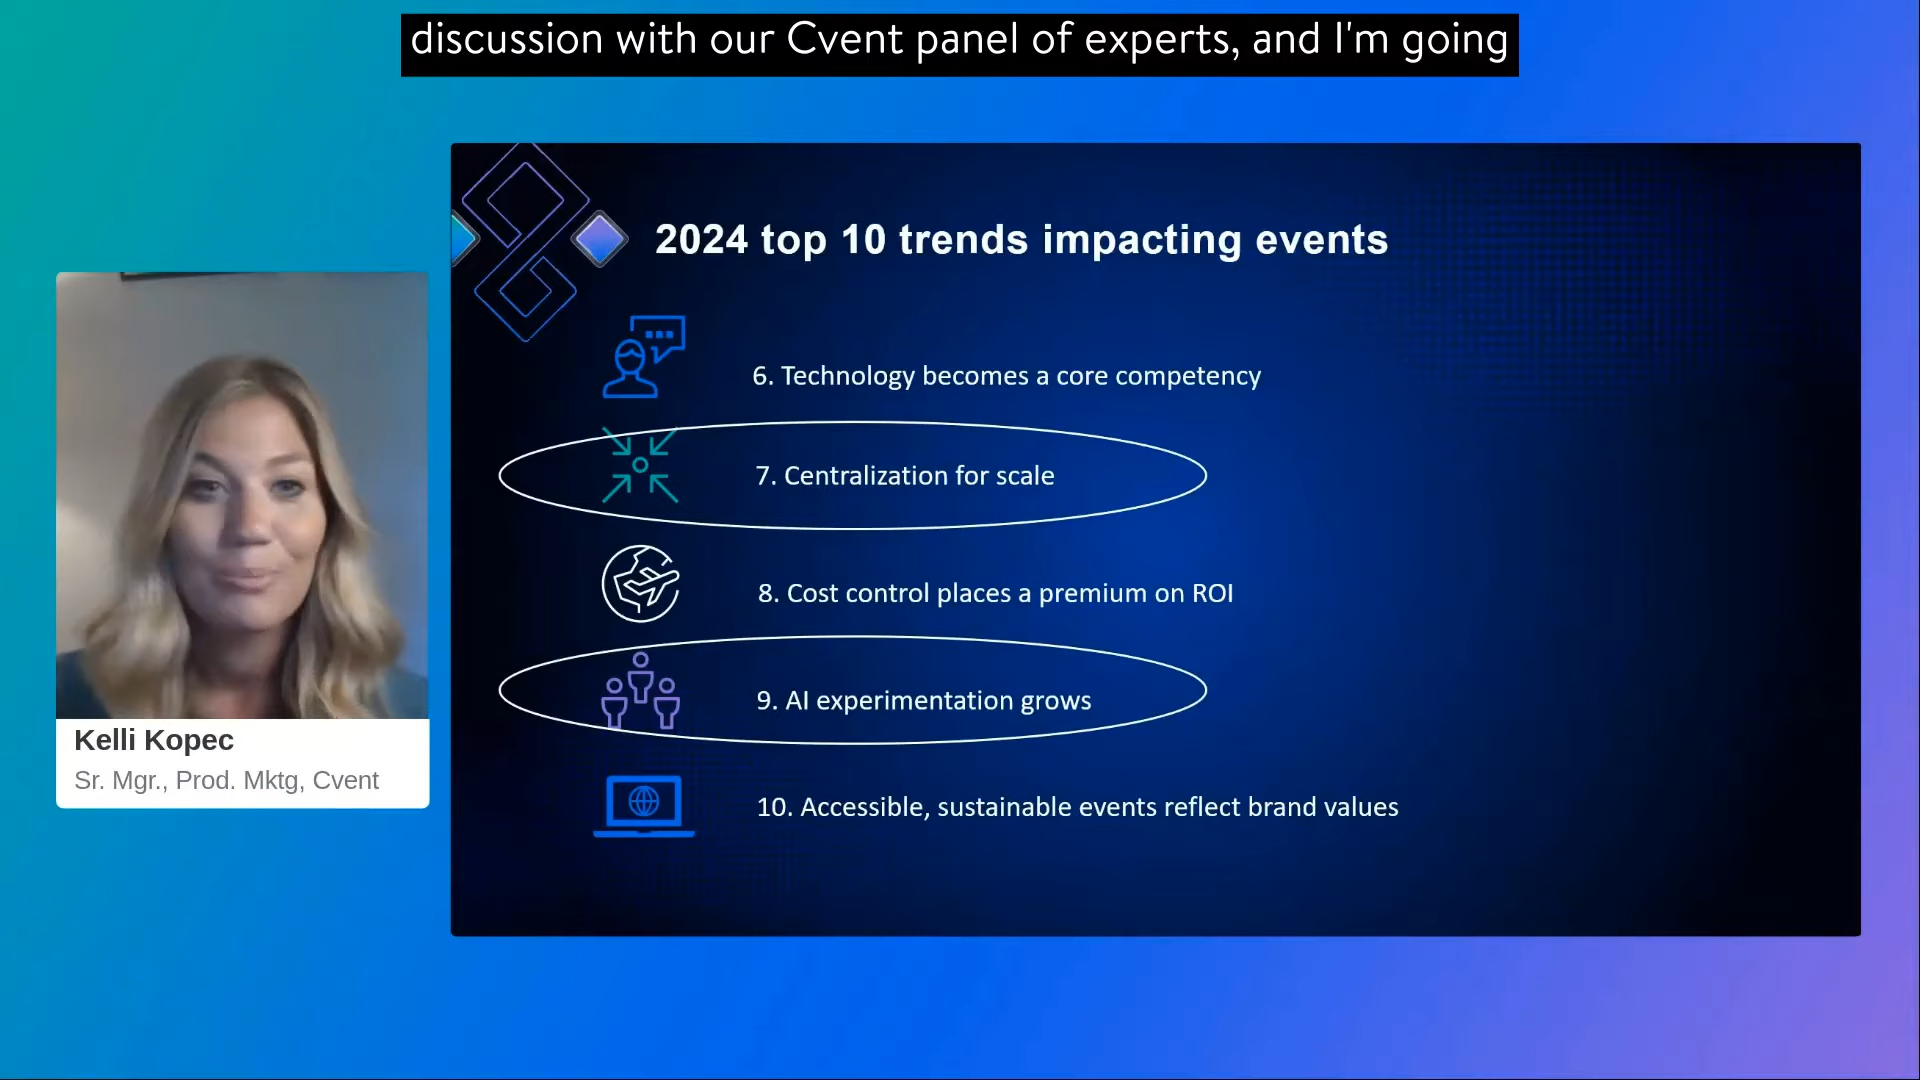 discussion with our Cvent panel of experts, and I'm going
2024 top 10 trends impacting events
6. Technology becomes a core competency
7. Centralization for scale
8. Cost control places a premium on ROI
9. AI experimentation grows
10. Accessible, sustainable events reflect brand values
Kelli Kopec
Sr. Mgr., Prod. Mktg, Cvent